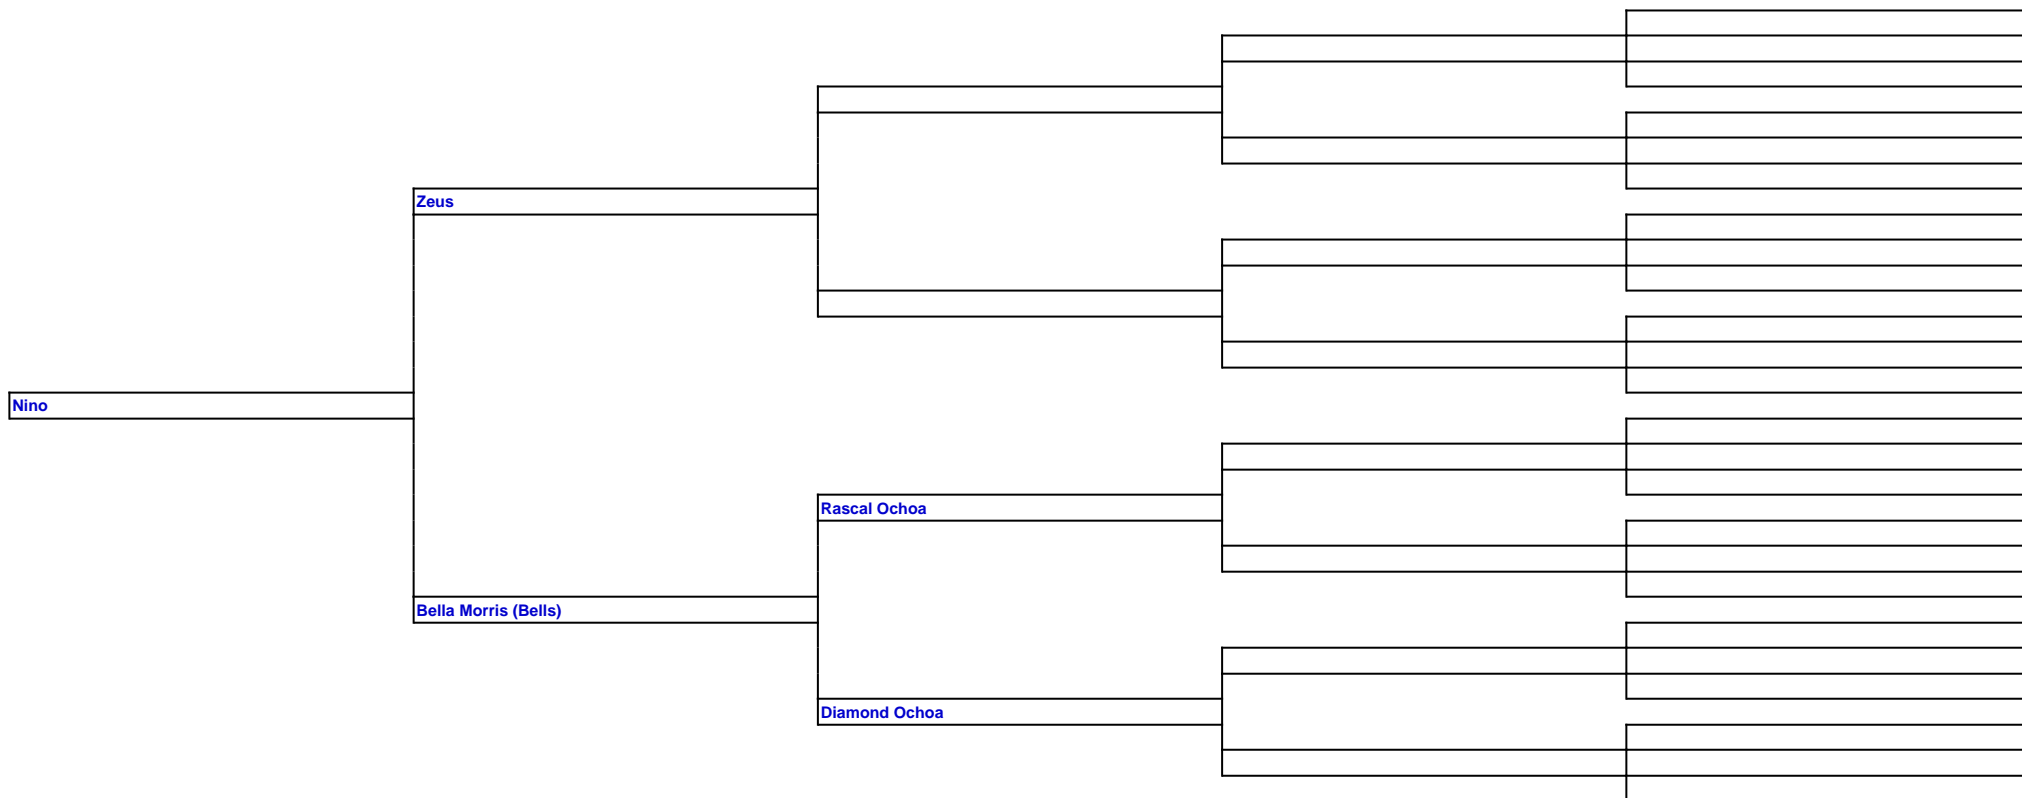 Zeus
Nino
Rascal Ochoa
Bella Morris (Bells)
Diamond Ochoa